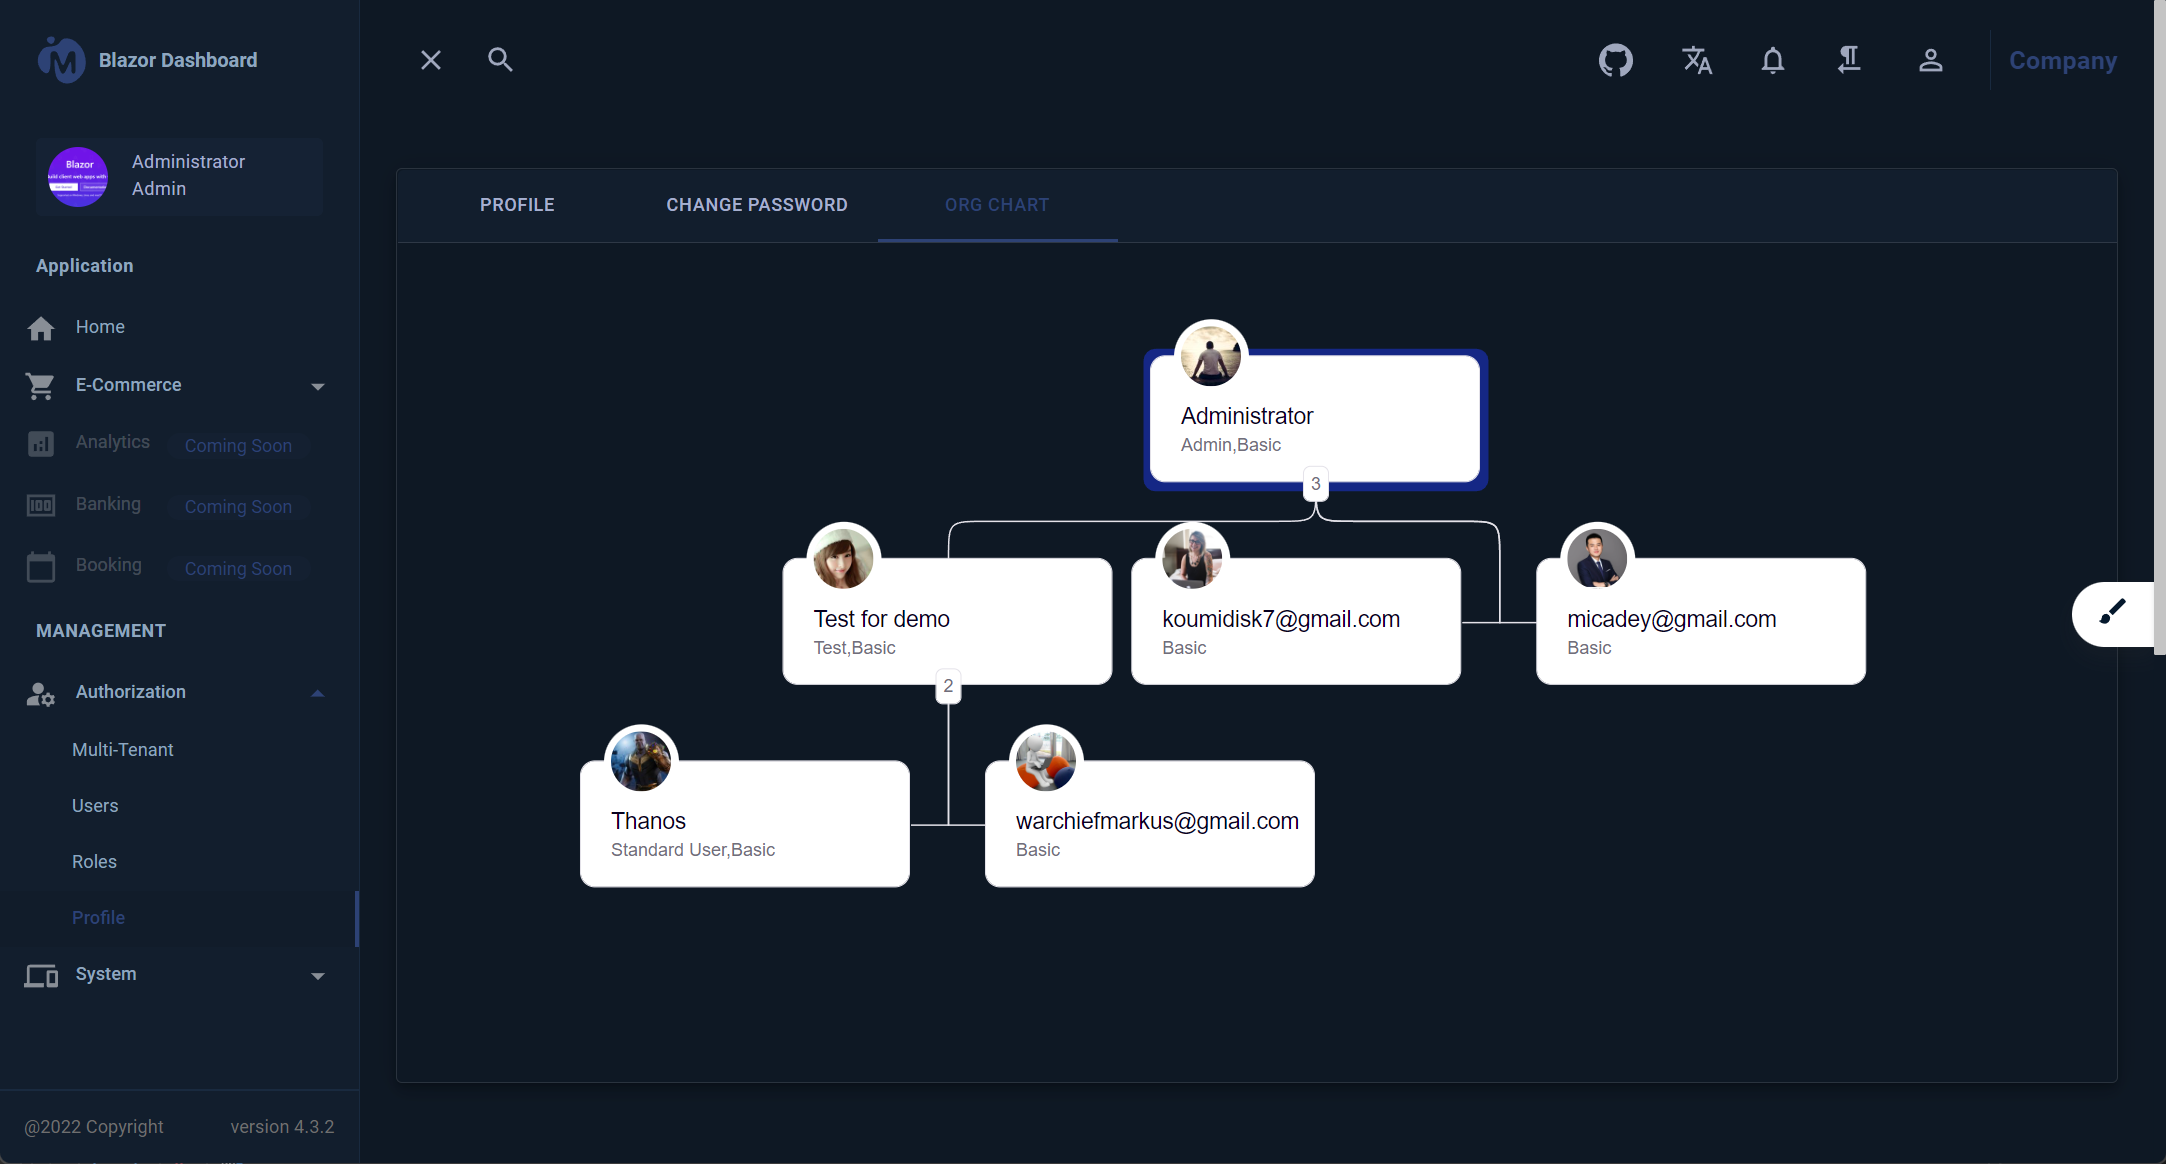 Blazor Dashboard
Company
Blazor
Administrator
Admin
PROFILE
CHANGE PASSWORD
ORG CHART
Application
Home
E-Commerce
Analytics
Coming Soon
Banking
Coming Soon
Booking
Coming Soon
MANAGEMENT
Authorization
Multi-Tenant
Users
Roles
Profile
System
@2022 Copyright
version 4.3.2
Administrator
Admin,Basic
3
Test for demo
Test,Basic
2
koumidisk7@gmail.com
Basic
micadey@gmail.com
Basic
Thanos
Standard User,Basic
warchiefmarkus@gmail.com
Basic